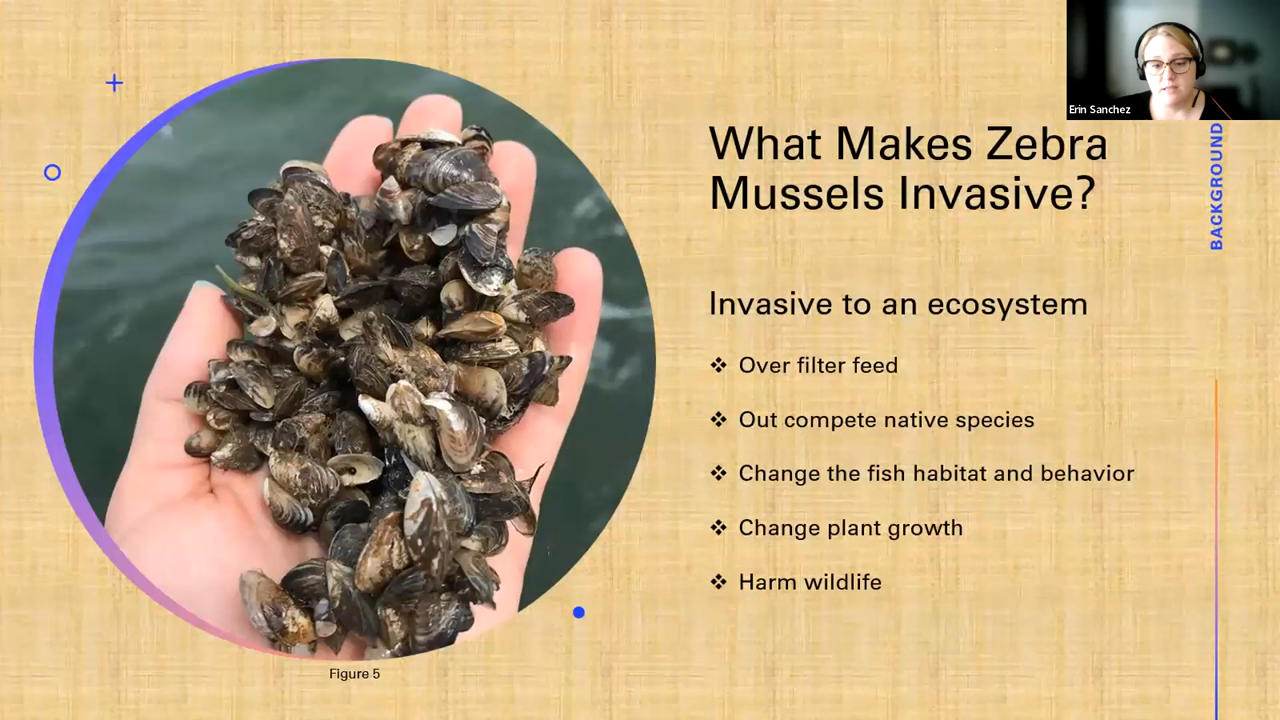 Erin Sanchez
BACKGROUND
What Makes Zebra
Mussels Invasive?
Invasive to an ecosystem
❖ Over filter feed
❖ Out compete native species
❖ Change the fish habitat and behavior
❖ Change plant growth
❖ Harm wildlife
Figure 5